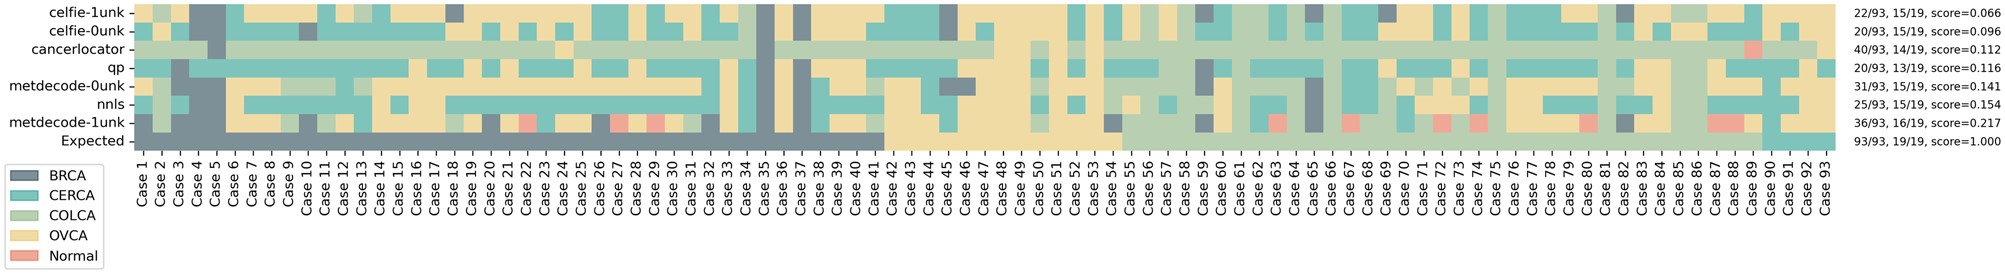 celfie-1unk 22/93, 15/19, score=0.066
celfie-0unk 20/93, 15/19, score=0.096
cancerlocator 40/93, 14/19, score=0.112
qp 20/93, 13/19, score=0.116
metdecode-0unk 31/93, 15/19, score=0.141
nnls 25/93, 15/19, score=0.154
metdecode-1unk 36/93, 16/19, score=0.217
Expected 93/93, 19/19, score=1.000
Case 1
Case 2
Case 3
Case 4
Case 5
Case 6
Case 7
Case 8
Case 9
Case 10
Case 11
Case 12
Case 13
Case 14
Case 15
Case 16
Case 17
Case 18
Case 19
Case 20
Case 21
Case 22
Case 23
Case 24
Case 25
Case 26
Case 27
Case 28
Case 29
Case 30
Case 31
Case 32
Case 33
Case 34
Case 35
Case 36
Case 37
Case 38
Case 39
Case 40
Case 41
Case 42
Case 43
Case 44
Case 45
Case 46
Case 47
Case 48
Case 49
Case 50
Case 51
Case 52
Case 53
Case 54
Case 55
Case 56
Case 57
Case 58
Case 59
Case 60
Case 61
Case 62
Case 63
Case 64
Case 65
Case 66
Case 67
Case 68
Case 69
Case 70
Case 71
Case 72
Case 73
Case 74
Case 75
Case 76
Case 77
Case 78
Case 79
Case 80
Case 81
Case 82
Case 83
Case 84
Case 85
Case 86
Case 87
Case 88
Case 89
Case 90
Case 91
Case 92
Case 93
BRCA
CERCA
COLCA
OVCA
Normal